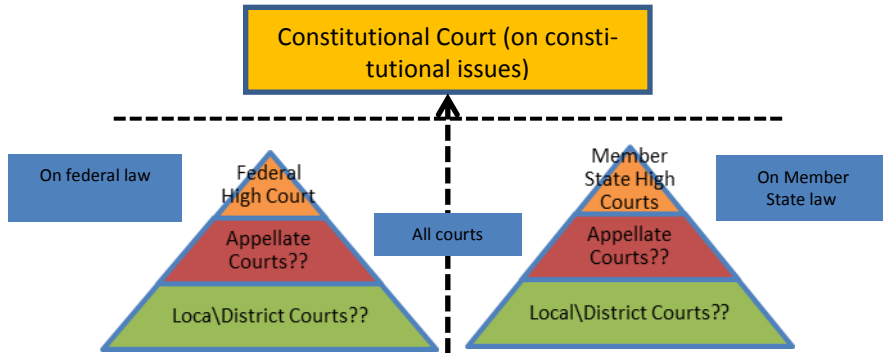 Constitutional Court (on consti-
tutional issues)
On federal law
Federal
High Court
Appellate
Courts??
Loca\District Courts??
All courts
Member
State High
Courts
Appellate
Courts??
Local\District Courts??
On Member
State law